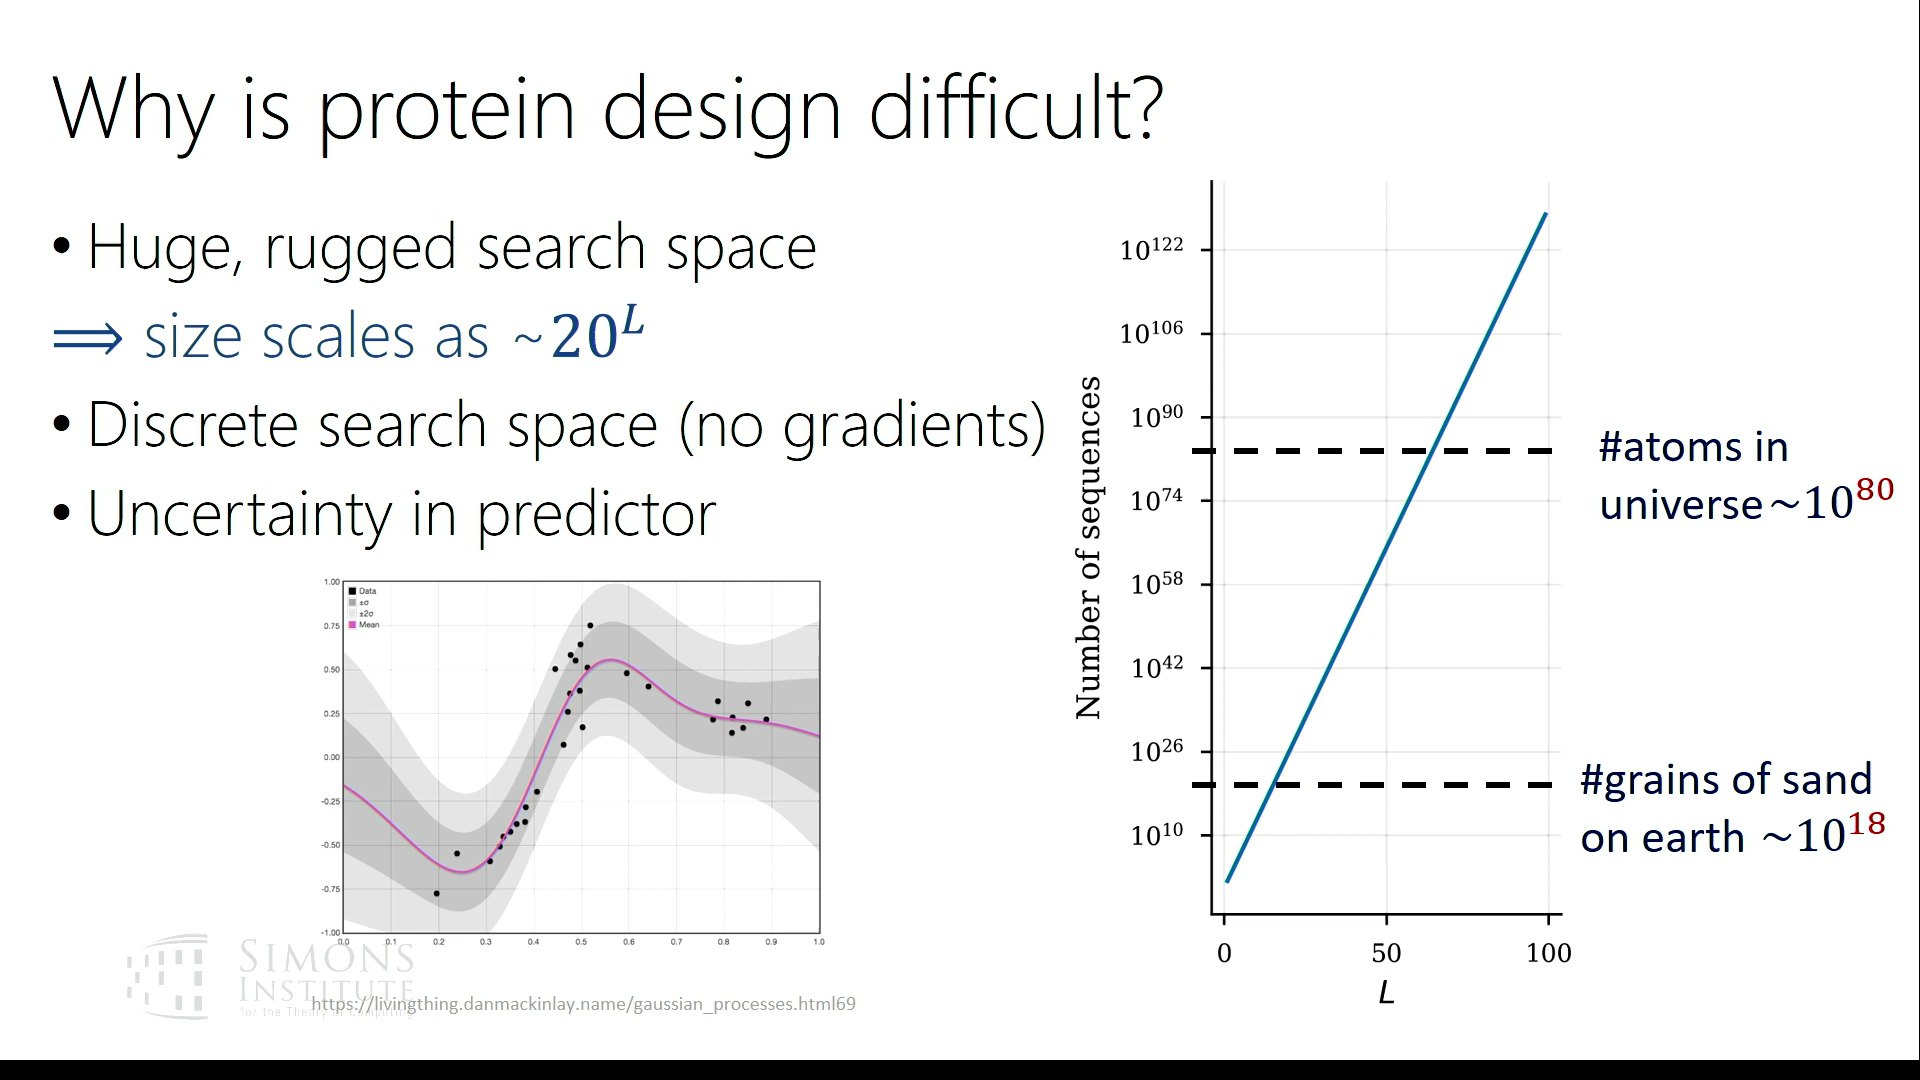 Why is protein design difficult?
• Huge, rugged search space
⟹ size scales as ~20^L
• Discrete search space (no gradients)
• Uncertainty in predictor
1.00
0.75
0.50
0.25
0.00
-0.25
-0.50
-0.75
-1.00
Data
±σ
±2σ
Mean
0.0 0.1 0.2 0.3 0.4 0.5 0.6 0.7 0.8 0.9 1.0
SIMONS
INSTITUTE
for the Theory of Computing
https://livingthing.danmackinlay.name/gaussian_processes.html69
Number of sequences
10^122
10^106
10^90
10^74
10^58
10^42
10^26
10^10
0 50 100
L
#atoms in
universe~10^80
#grains of sand
on earth ~10^18